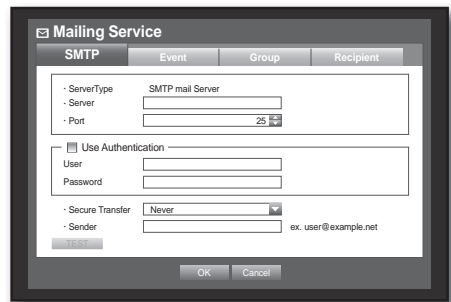 Mailing Service
SMTP Event Group Recipient
· ServerType SMTP mail Server
· Server
· Port 25
Use Authentication
User
Password
· Secure Transfer Never
· Sender ex. user@example.net
TEST
OK Cancel